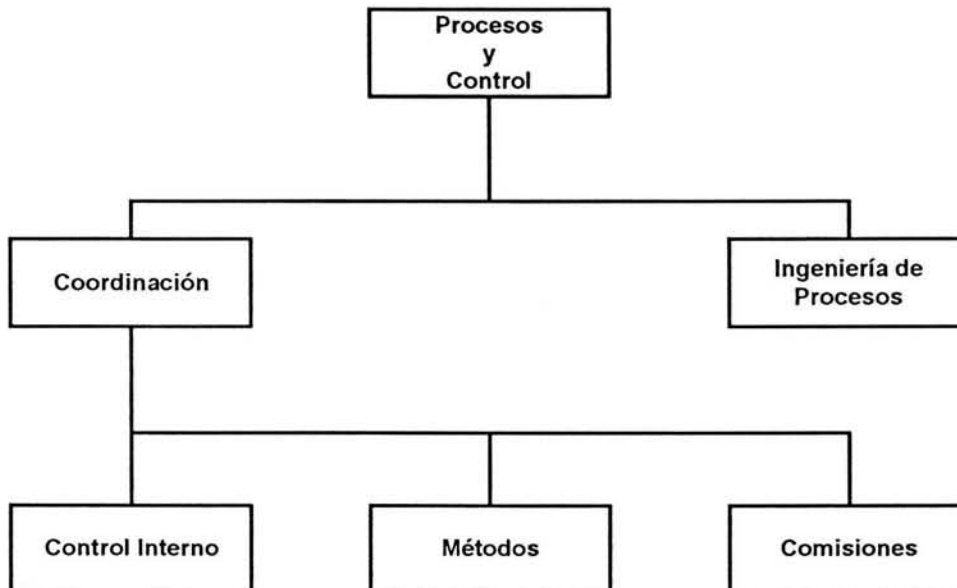 Procesos
y
Control
Coordinación
Ingeniería de
Procesos
Control Interno
Métodos
Comisiones